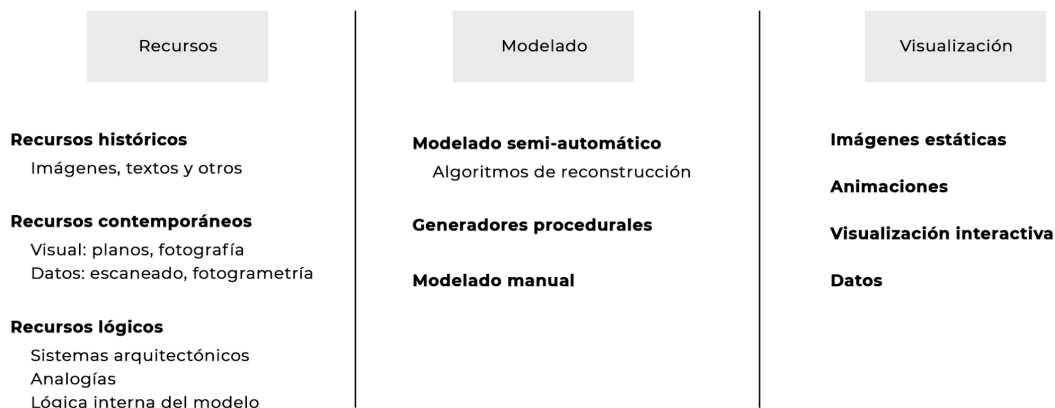 Recursos
Recursos históricos
Imágenes, textos y otros
Recursos contemporáneos
Visual: planos, fotografía
Datos: escaneado, fotogrametría
Recursos lógicos
Sistemas arquitectónicos
Analogías
Lógica interna del modelo
Modelado
Modelado semi-automático
Algoritmos de reconstrucción
Generadores procedurales
Modelado manual
Visualización
Imágenes estáticas
Animaciones
Visualización interactiva
Datos